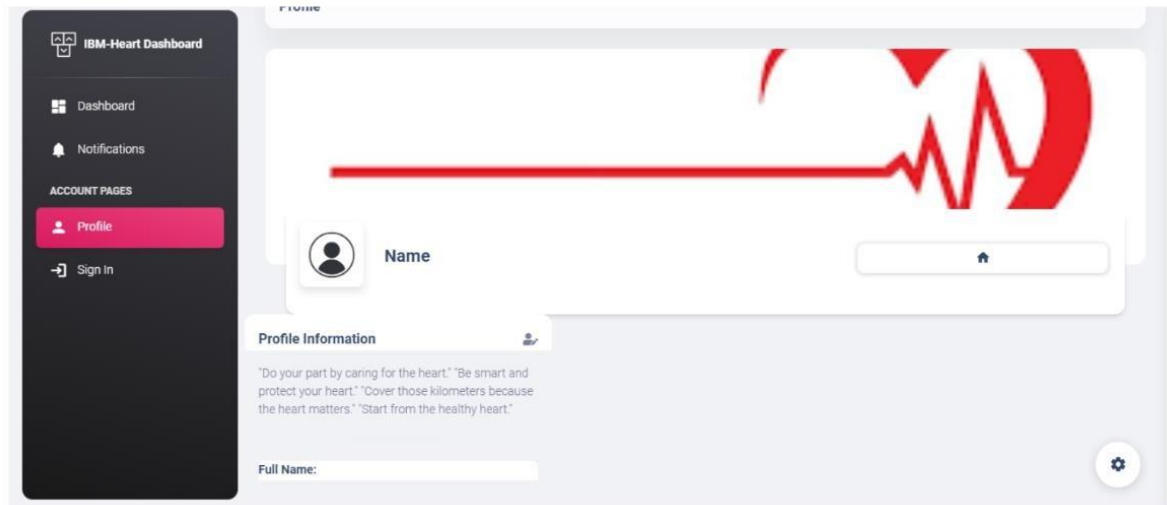 Profile
IBM-Heart Dashboard
Dashboard
Notifications
ACCOUNT PAGES
Profile
Sign In
Name
Profile Information
"Do your part by caring for the heart." "Be smart and
protect your heart." "Cover those kilometers because
the heart matters." "Start from the healthy heart."
Full Name: